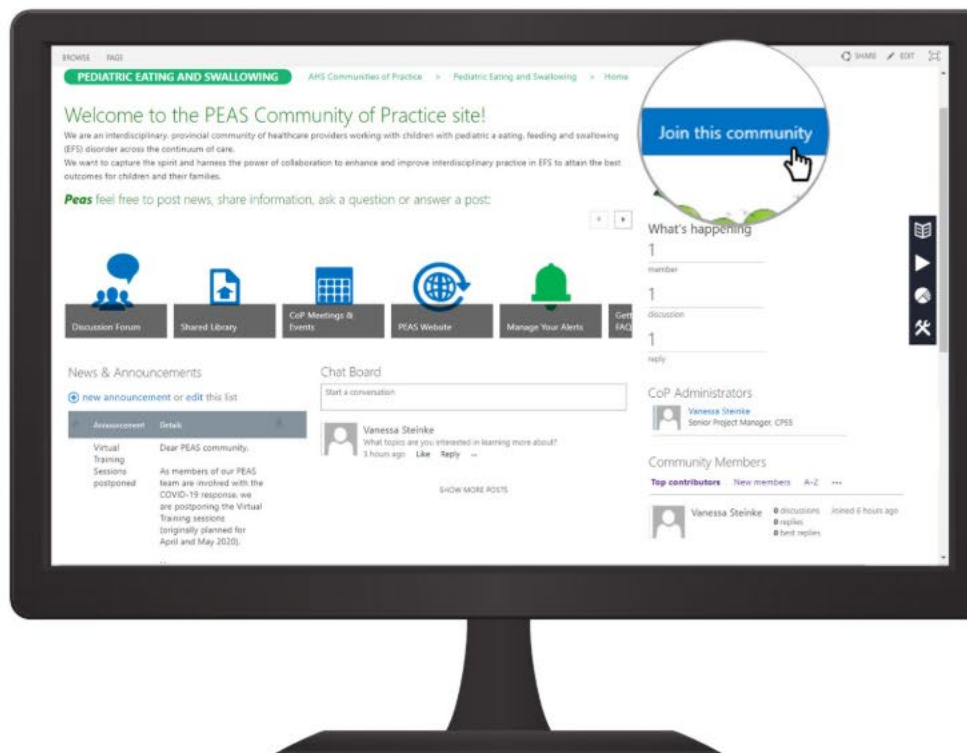 BROWSE PAGE
SHARE EDIT
PEDIATRIC EATING AND SWALLOWING
AHS Communities of Practice > Pediatric Eating and Swallowing > Home
Welcome to the PEAS Community of Practice site!
We are an interdisciplinary, provincial community of healthcare providers working with children with pediatric a eating, feeding and swallowing
(EFS) disorder across the continuum of care.
We want to capture the spirit and harness the power of collaboration to enhance and improve interdisciplinary practice in EFS to attain the best
outcomes for children and their families.
Peas feel free to post news, share information, ask a question or answer a post:
Join this community
Discussion Forum
Shared Library
CoP Meetings &
Events
PEAS Website
Manage Your Alerts
Gett
FAQ
What's happening
1
member
1
discussion
1
reply
News & Announcements
new announcement or edit this list
Announcement Details
Virtual
Training
Sessions
postponed
Dear PEAS community,
As members of our PEAS
team are involved with the
COVID-19 response, we
are postponing the Virtual
Training sessions
(originally planned for
April and May 2020).
Chat Board
Start a conversation
Vanessa Steinke
What topics are you interested in learning more about?
3 hours ago Like Reply ...
SHOW MORE POSTS
CoP Administrators
Vanessa Steinke
Senior Project Manager, CPSS
Community Members
Top contributors New members A-Z ...
Vanessa Steinke
0 discussions
0 replies
0 best replies
Joined 6 hours ago